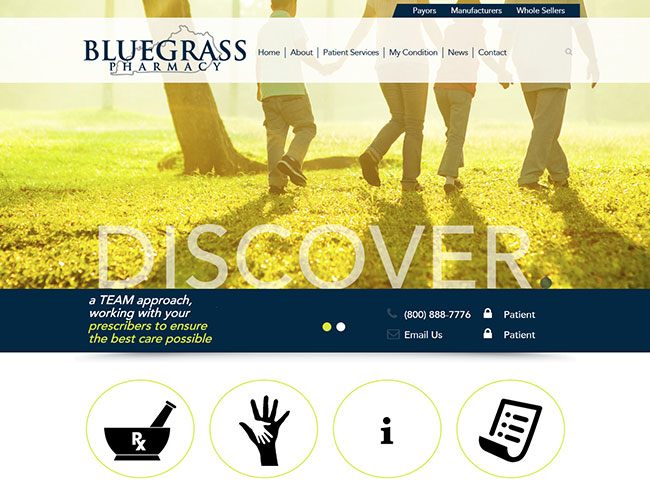 Payors Manufacturers Whole Sellers
BLUEGRASS
PHARMACY
Home About Patient Services My Condition News Contact
DISCOVER.
a TEAM approach,
working with your
prescribers to ensure
the best care possible
(800) 888-7776 Patient
Email Us Patient
Rx
i